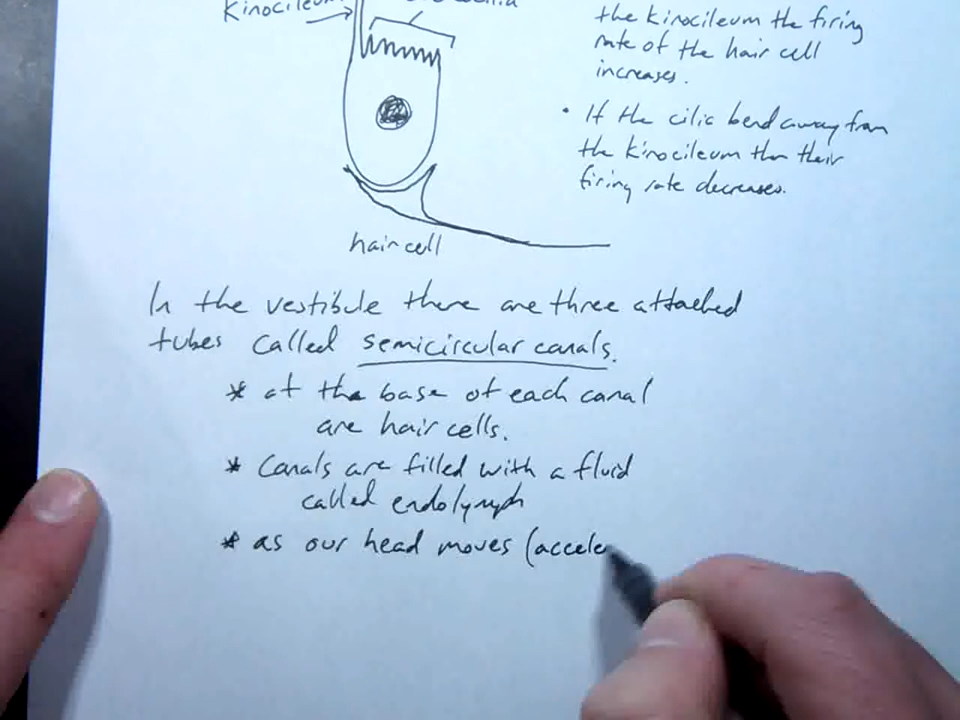 Kinocileum
the kinocileum the firing
rate of the hair cell
increases.
• If the cilia bend away from
the kinocileum then their
firing rate decreases.
hair cell
In the vestibule there are three attached
tubes called semicircular canals.
* at the base of each canal
are hair cells.
* Canals are filled with a fluid
called endolymph
* as our head moves (accele